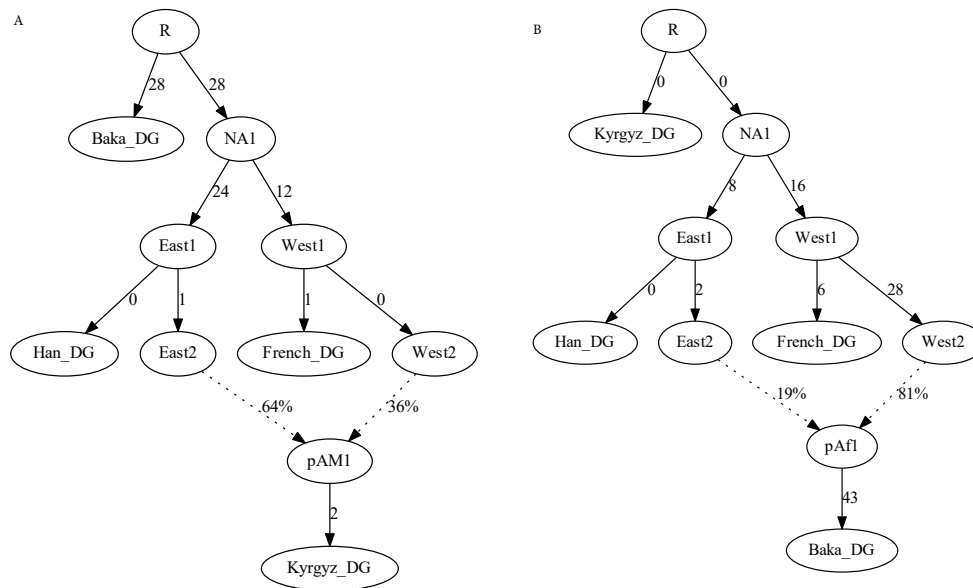 A
R
28
28
Baka_DG
NA1
24
12
East1
West1
0
1
1
0
Han_DG
East2
French_DG
West2
64%
36%
pAM1
2
Kyrgyz_DG
B
R
0
0
Kyrgyz_DG
NA1
8
16
East1
West1
0
2
6
28
Han_DG
East2
French_DG
West2
19%
81%
pAf1
43
Baka_DG